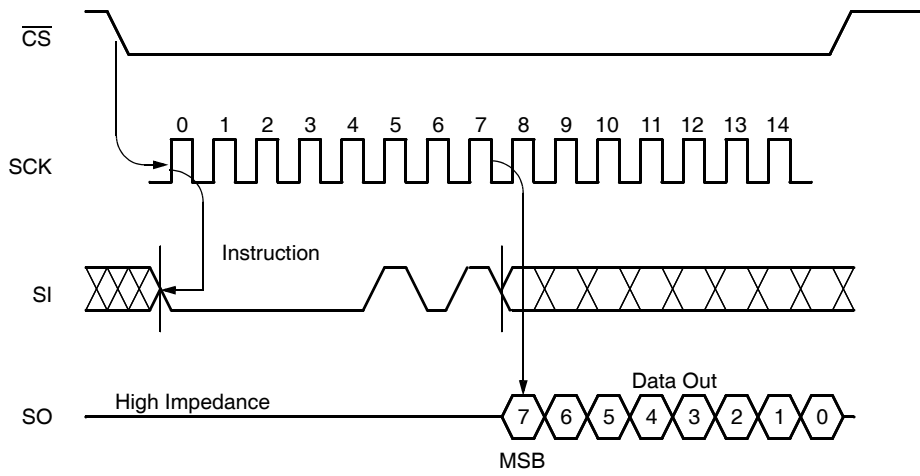 CS
0 1 2 3 4 5 6 7 8 9 10 11 12 13 14
SCK
Instruction
SI
High Impedance
Data Out
SO
7 6 5 4 3 2 1 0
MSB